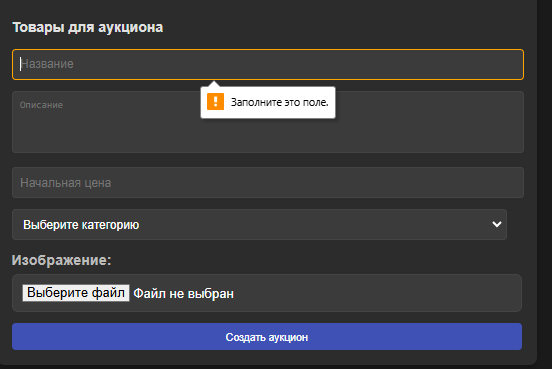 Товары для аукциона
Название
Заполните это поле.
Описание
Начальная цена
Выберите категорию
Изображение:
Выберите файл Файл не выбран
Создать аукцион